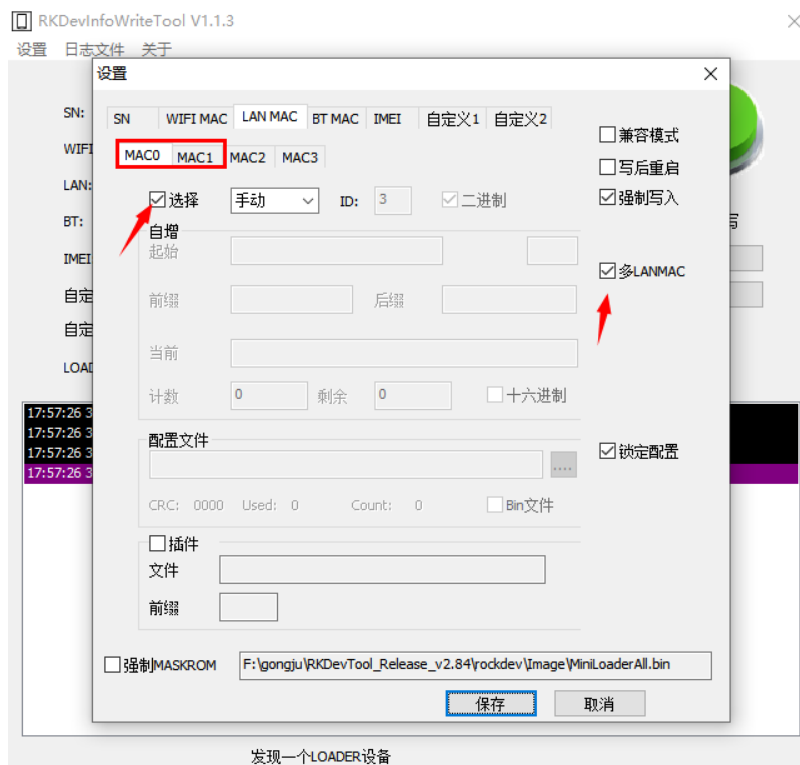 RKDevInfoWriteTool V1.1.3
设置 日志文件 关于
设置
SN:
WIFI
LAN:
BT:
IMEI
自定
自定
LOAD
SN WIFI MAC LAN MAC BT MAC IMEI 自定义1 自定义2
MAC0 MAC1 MAC2 MAC3
选择 手动 ID: 3 二进制
兼容模式
写后重启
强制写入
写
自增
起始
多LANMAC
前缀 后缀
当前
计数 0 剩余 0 十六进制
17:57:26 3
17:57:26 3
17:57:26 3
17:57:26 3
配置文件
....
锁定配置
CRC: 0000 Used: 0 Count: 0 Bin文件
插件
文件
前缀
强制MASKROM F:\gongju\RKDevTool_Release_v2.84\rockdev\Image\MiniLoaderAll.bin
保存 取消
发现一个LOADER设备